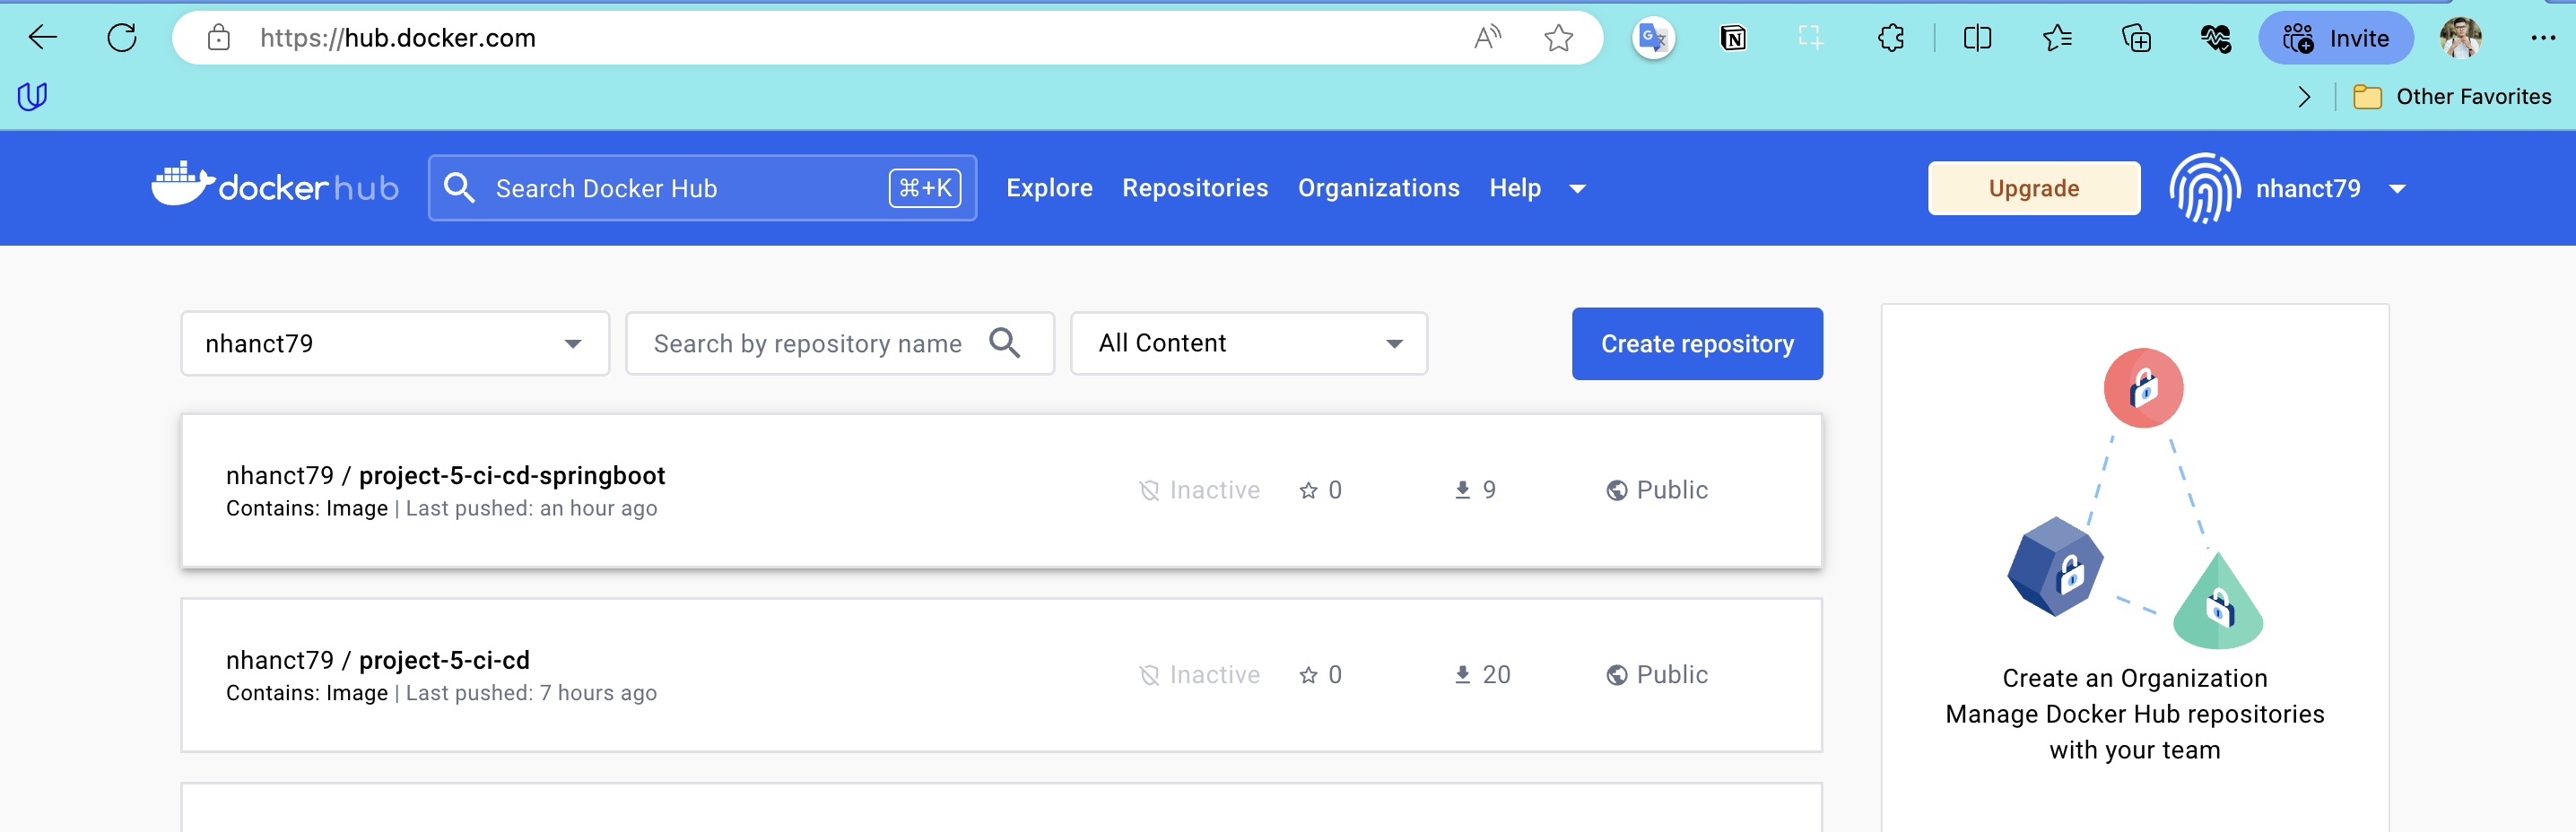 https://hub.docker.com
Invite
Other Favorites
docker hub
Search Docker Hub
⌘+K
Explore
Repositories
Organizations
Help
Upgrade
nhanct79
nhanct79
Search by repository name
All Content
Create repository
nhanct79 / project-5-ci-cd-springboot
Contains: Image | Last pushed: an hour ago
Inactive
0
9
Public
nhanct79 / project-5-ci-cd
Contains: Image | Last pushed: 7 hours ago
Inactive
0
20
Public
Create an Organization
Manage Docker Hub repositories
with your team